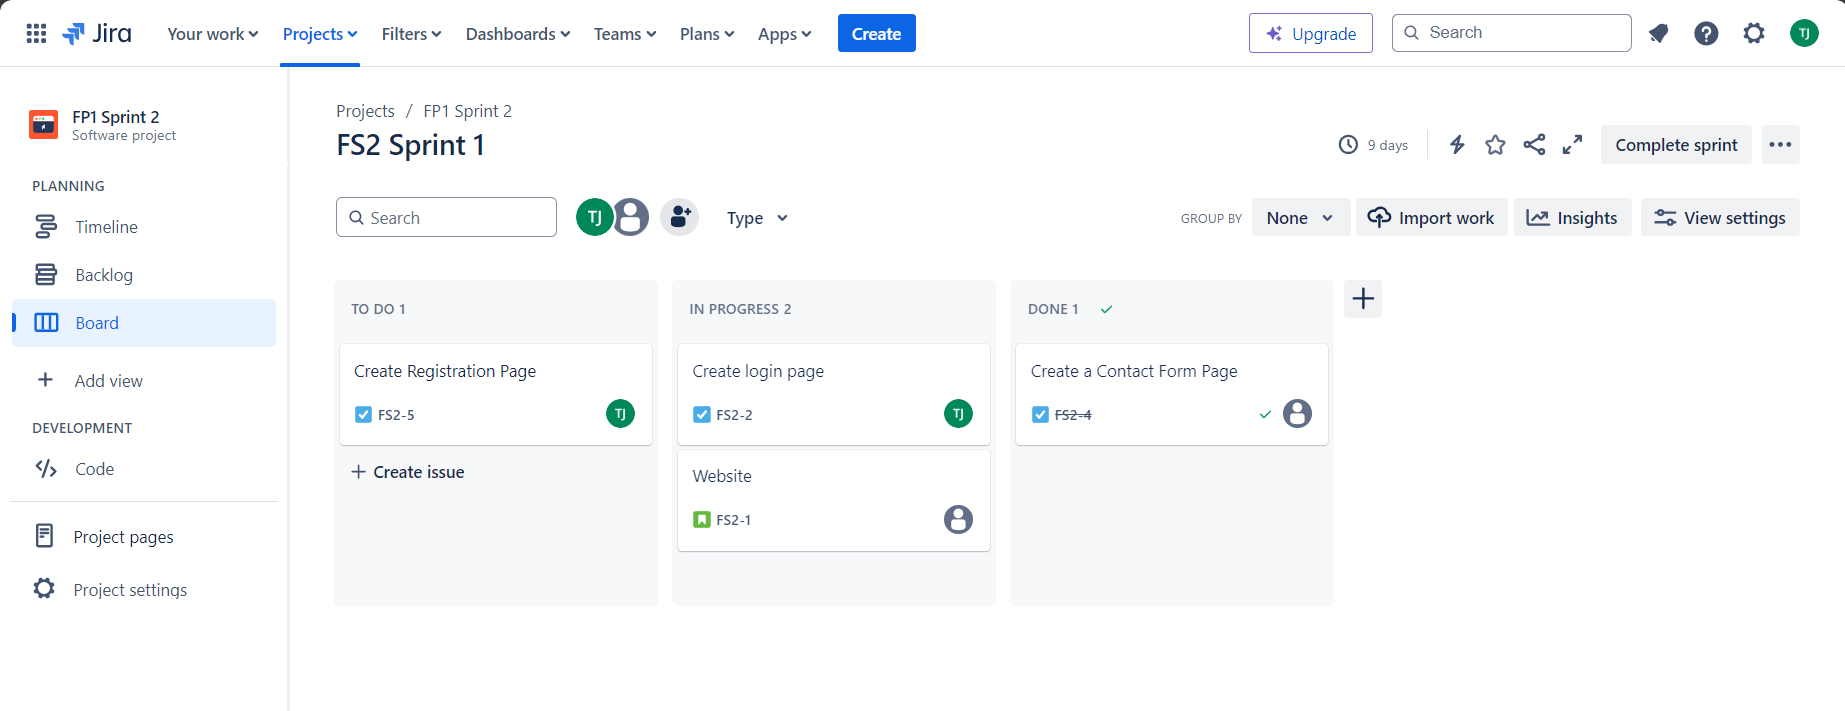 Jira Your work Projects Filters Dashboards Teams Plans Apps Create Upgrade Search TJ
FP1 Sprint 2
Software project
PLANNING
Timeline
Backlog
Board
Add view
DEVELOPMENT
Code
Project pages
Project settings
Projects / FP1 Sprint 2
FS2 Sprint 1
9 days Complete sprint
Search TJ Type GROUP BY None Import work Insights View settings
TO DO 1
Create Registration Page
FS2-5 TJ
Create issue
IN PROGRESS 2
Create login page
FS2-2 TJ
Website
FS2-1
DONE 1
Create a Contact Form Page
FS2-4